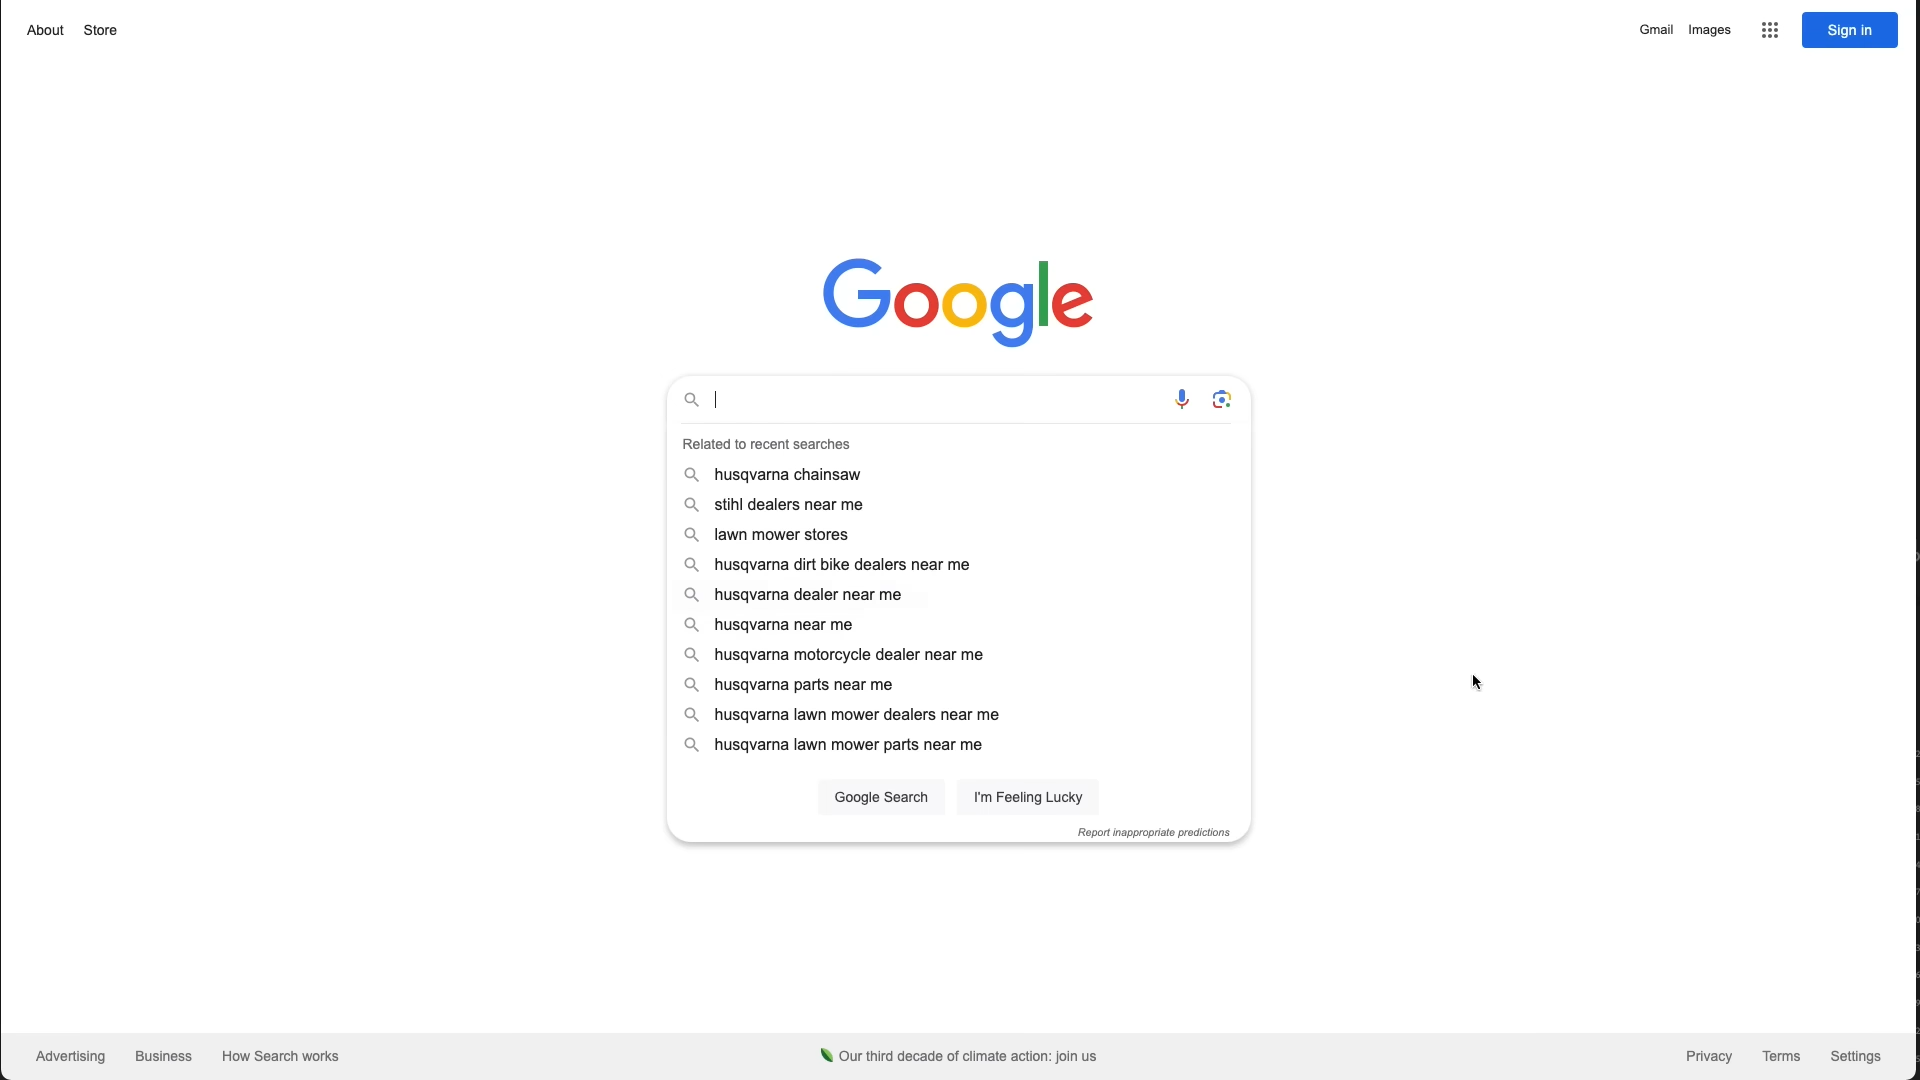 About Store
Gmail Images Sign in
Google
Related to recent searches
husqvarna chainsaw
stihl dealers near me
lawn mower stores
husqvarna dirt bike dealers near me
husqvarna dealer near me
husqvarna near me
husqvarna motorcycle dealer near me
husqvarna parts near me
husqvarna lawn mower dealers near me
husqvarna lawn mower parts near me
Google Search I'm Feeling Lucky
Report inappropriate predictions
Advertising Business How Search works Our third decade of climate action: join us Privacy Terms Settings